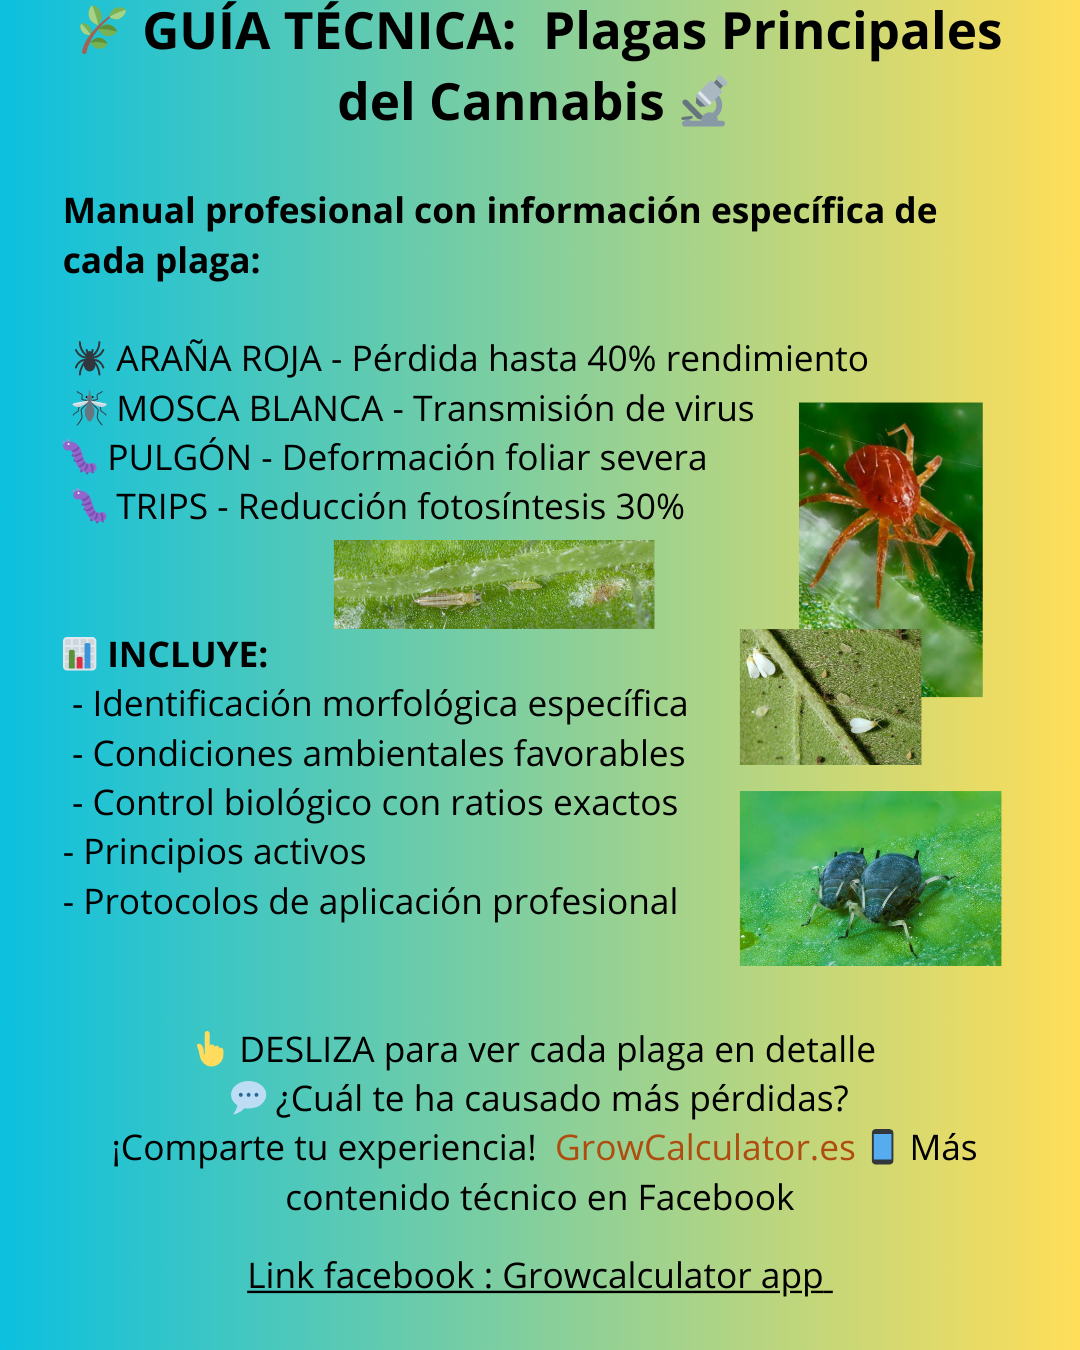 GUÍA TÉCNICA: Plagas Principales
del Cannabis
Manual profesional con información específica de
cada plaga:
ARAÑA ROJA - Pérdida hasta 40% rendimiento
MOSCA BLANCA - Transmisión de virus
PULGÓN - Deformación foliar severa
TRIPS - Reducción fotosíntesis 30%
INCLUYE:
- Identificación morfológica específica
- Condiciones ambientales favorables
- Control biológico con ratios exactos
- Principios activos
- Protocolos de aplicación profesional
DESLIZA para ver cada plaga en detalle
¿Cuál te ha causado más pérdidas?
¡Comparte tu experiencia! GrowCalculator.es Más
contenido técnico en Facebook
Link facebook : Growcalculator app